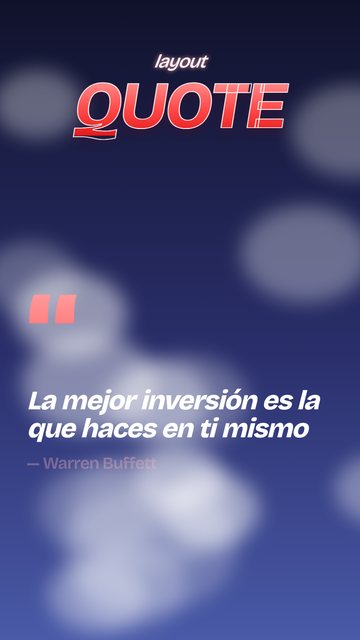 layout
QUOTE
"
La mejor inversión es la
que haces en ti mismo
— Warren Buffett